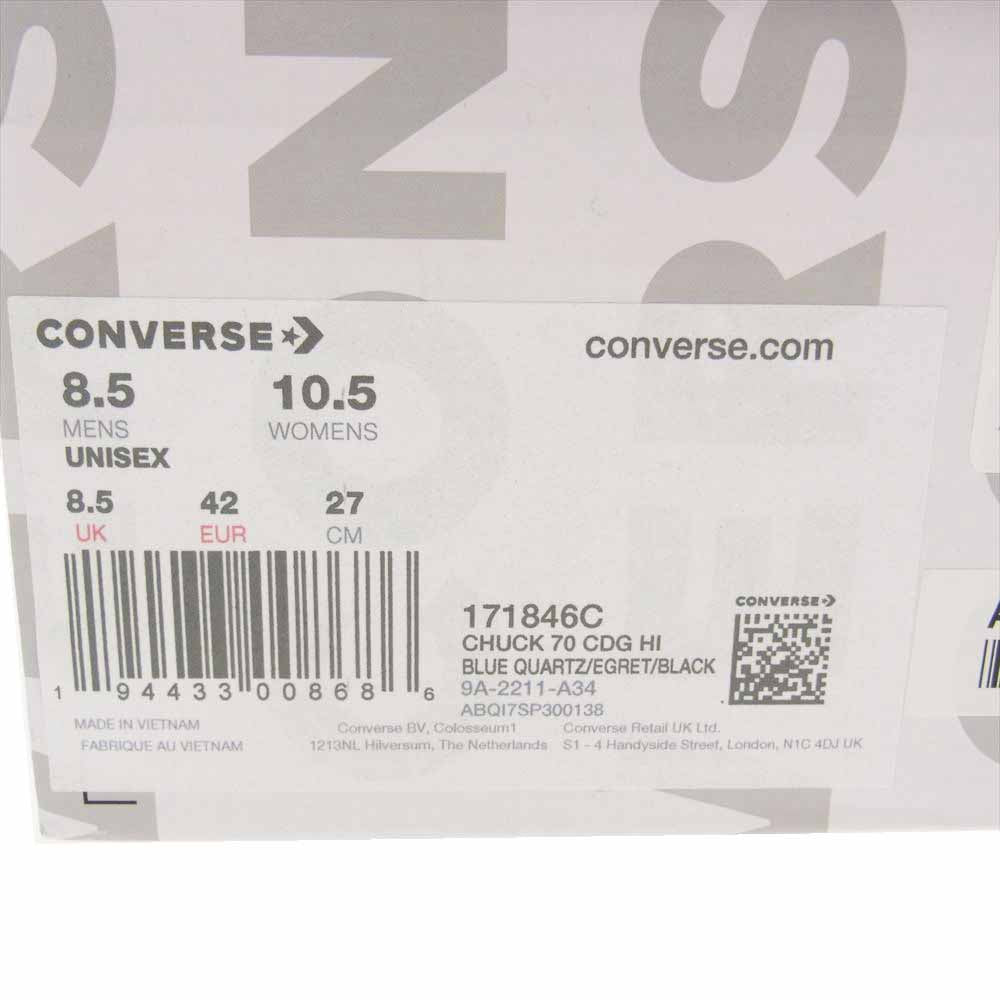 CONVERSE
converse.com
8.5 10.5
MENS WOMENS
UNISEX
8.5 42 27
UK EUR CM
1 94433 00868 6
171846C
CHUCK 70 CDG HI
BLUE QUARTZ/EGRET/BLACK
9A-2211-A34
ABQI7SP300138
CONVERSE
MADE IN VIETNAM
FABRIQUE AU VIETNAM
Converse BV, Colosseum1
1213NL Hilversum, The Netherlands
Converse Retail UK Ltd.
S1 - 4 Handyside Street, London, N1C 4DJ UK